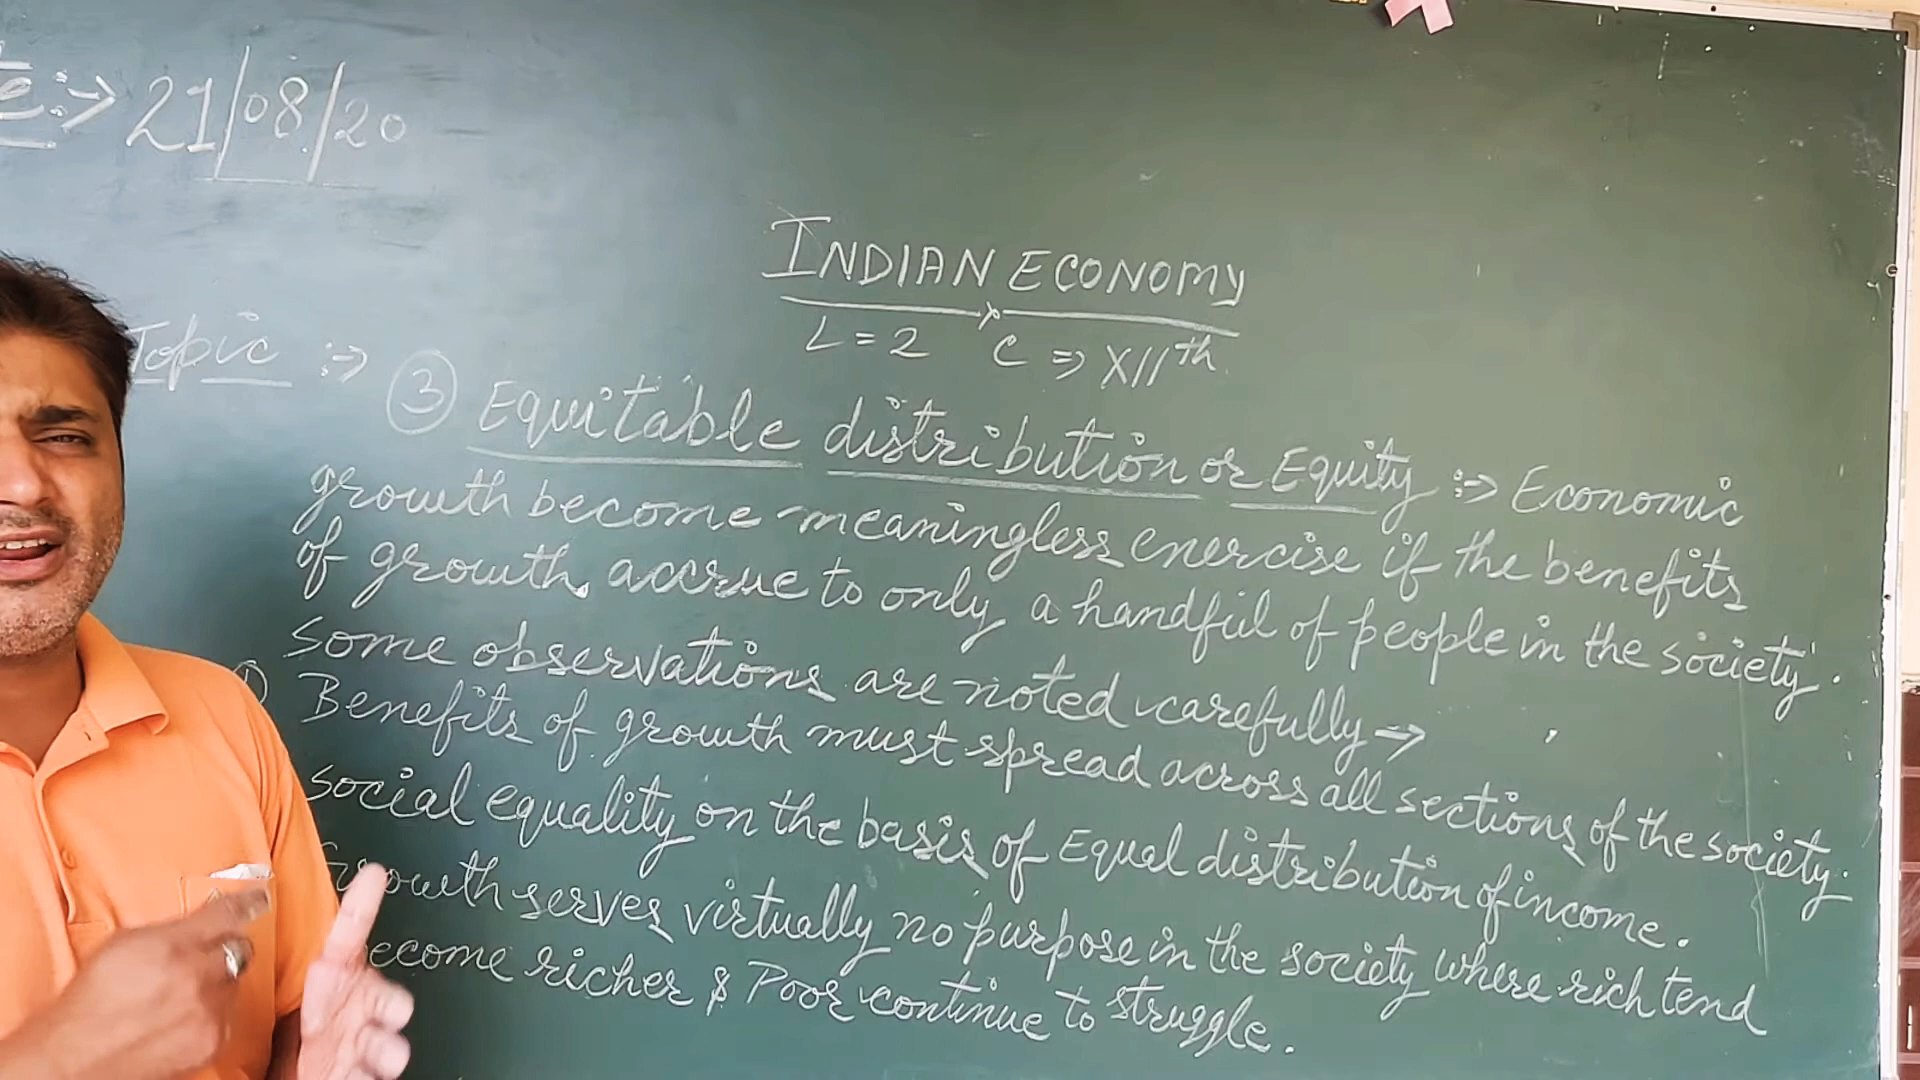 21/08/20
INDIAN ECONOMY
L = 2 C => XIIth
Topic :->
③ Equitable distribution or Equity :-> Economic
growth become meaningless exercise if the benefits
of growth, accrue to only a handful of people in the society.
Some observations are noted carefully ->
Benefits of growth must spread across all sections of the society.
Social equality on the basis of Equal distribution of income.
Growth serves virtually no purpose in the society where rich tend
become richer & Poor continue to struggle.